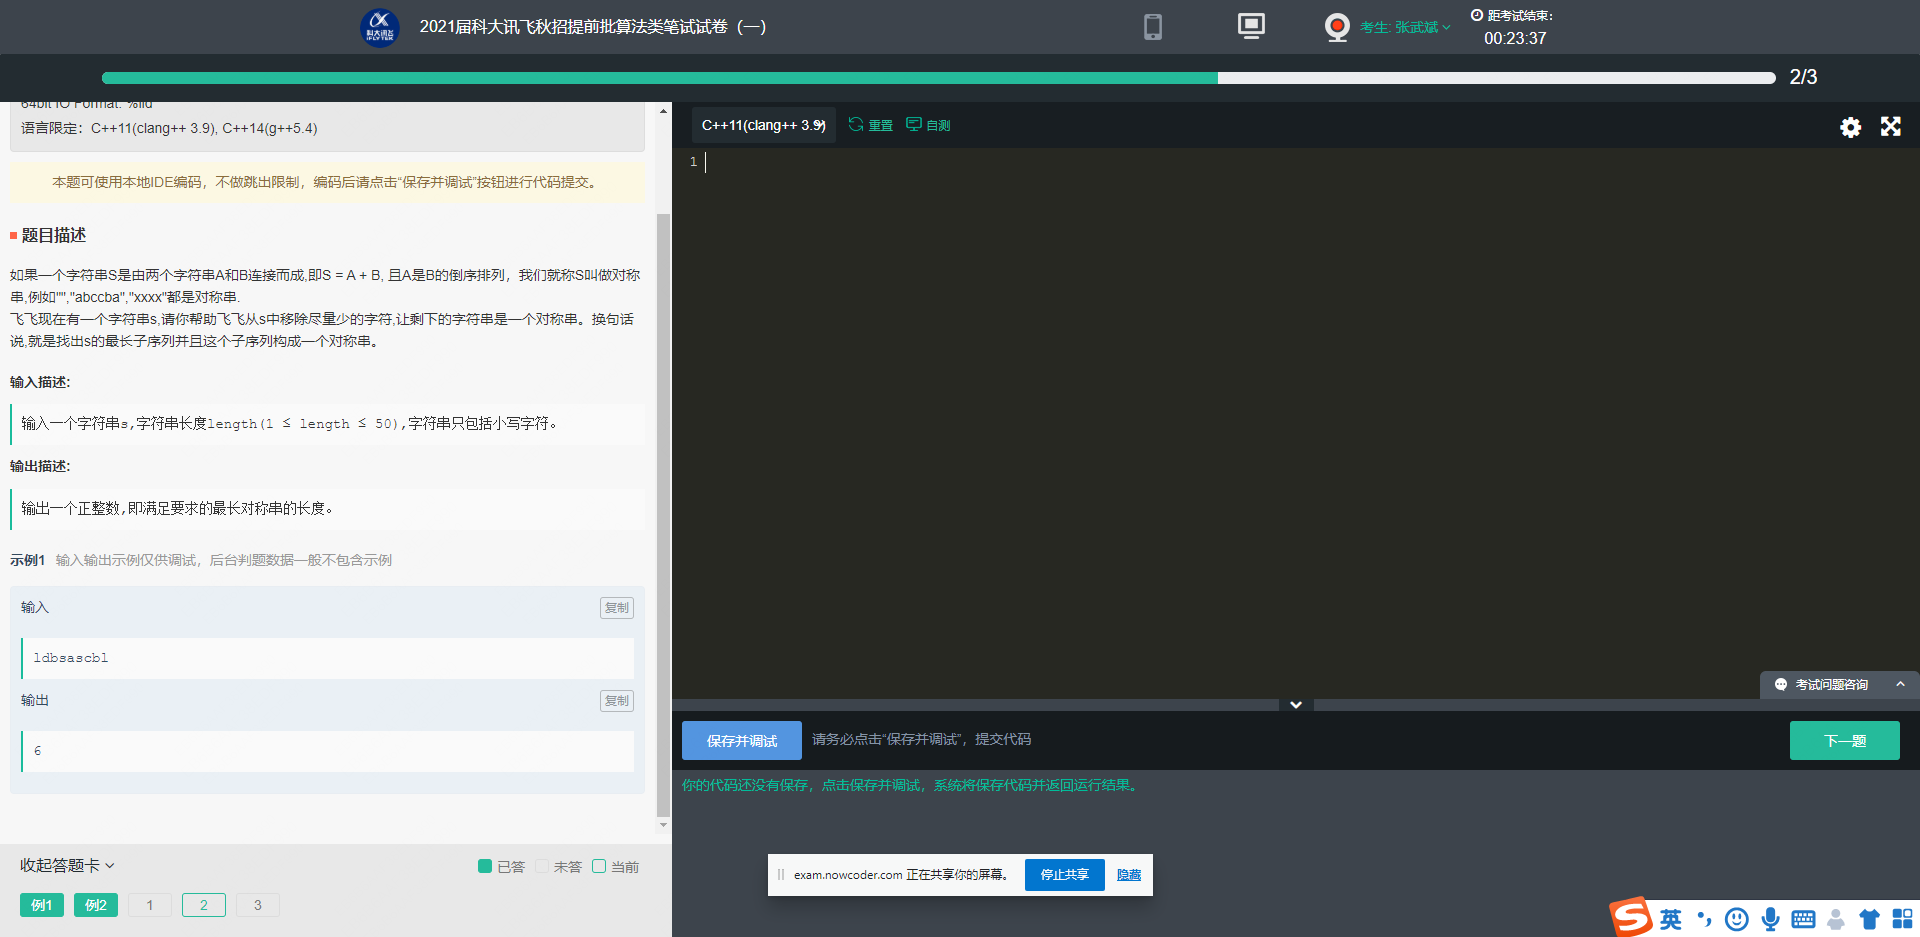 科大讯飞
iFLYTEK
2021届科大讯飞秋招提前批算法类笔试试卷（一）
考生: 张武斌
距考试结束:
00:23:37
2/3
64bit IO Format: %lld
语言限定：C++11(clang++ 3.9), C++14(g++5.4)
本题可使用本地IDE编码，不做跳出限制，编码后请点击“保存并调试”按钮进行代码提交。
题目描述
如果一个字符串S是由两个字符串A和B连接而成,即S = A + B, 且A是B的倒序排列，我们就称S叫做对称
串,例如"","abccba","xxxx"都是对称串.
飞飞现在有一个字符串s,请你帮助飞飞从s中移除尽量少的字符,让剩下的字符串是一个对称串。换句话
说,就是找出s的最长子序列并且这个子序列构成一个对称串。
输入描述:
输入一个字符串s,字符串长度length(1 ≤ length ≤ 50),字符串只包括小写字符。
输出描述:
输出一个正整数,即满足要求的最长对称串的长度。
示例1 输入输出示例仅供调试，后台判题数据一般不包含示例
输入
复制
ldbsascbl
输出
复制
6
收起答题卡
已答
未答
当前
例1
例2
1
2
3
C++11(clang++ 3.9)
重置
自测
1
考试问题咨询
保存并调试
请务必点击“保存并调试”，提交代码
下一题
你的代码还没有保存，点击保存并调试，系统将保存代码并返回运行结果。
exam.nowcoder.com 正在共享你的屏幕。
停止共享
隐藏
英